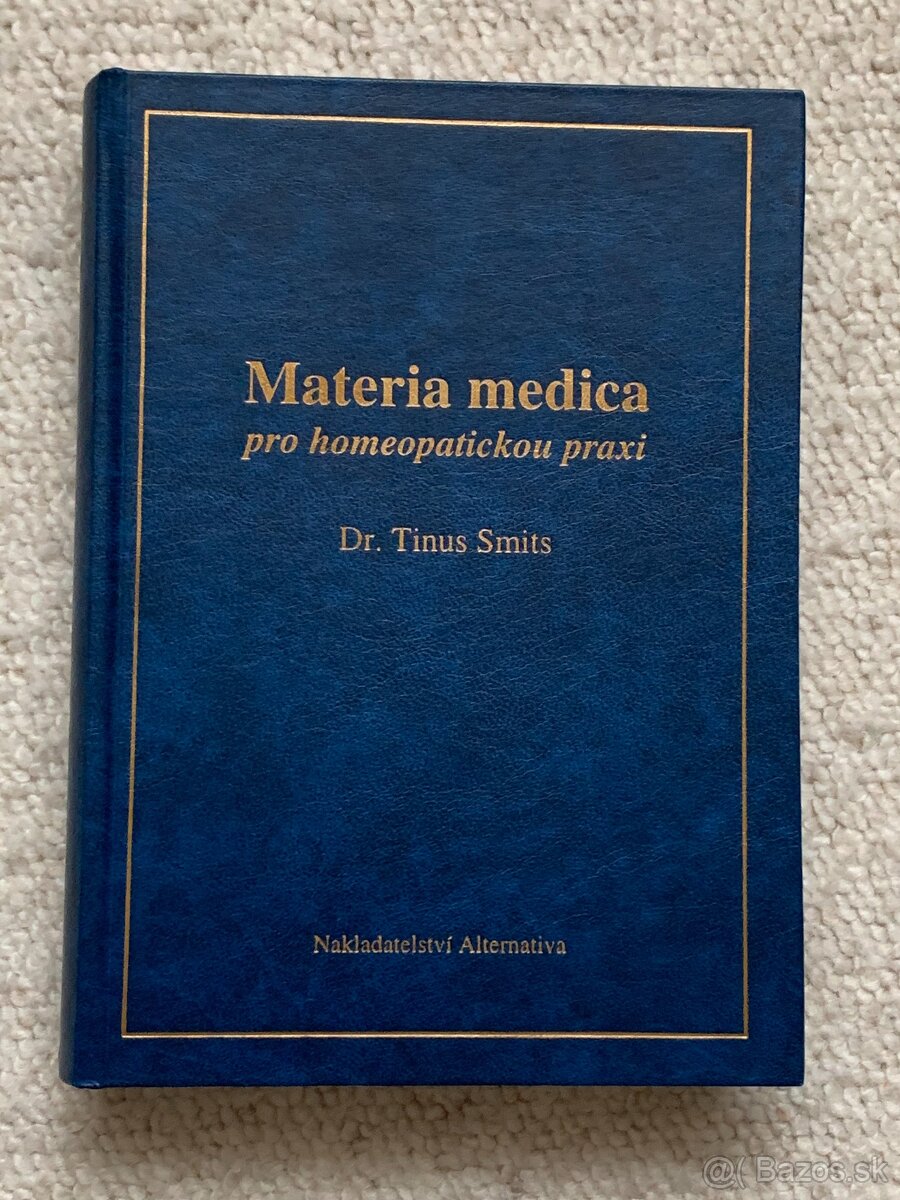 Materia medica
pro homeopatickou praxi
Dr. Tinus Smits
Nakladatelství Alternativa
@( Bazos.sk